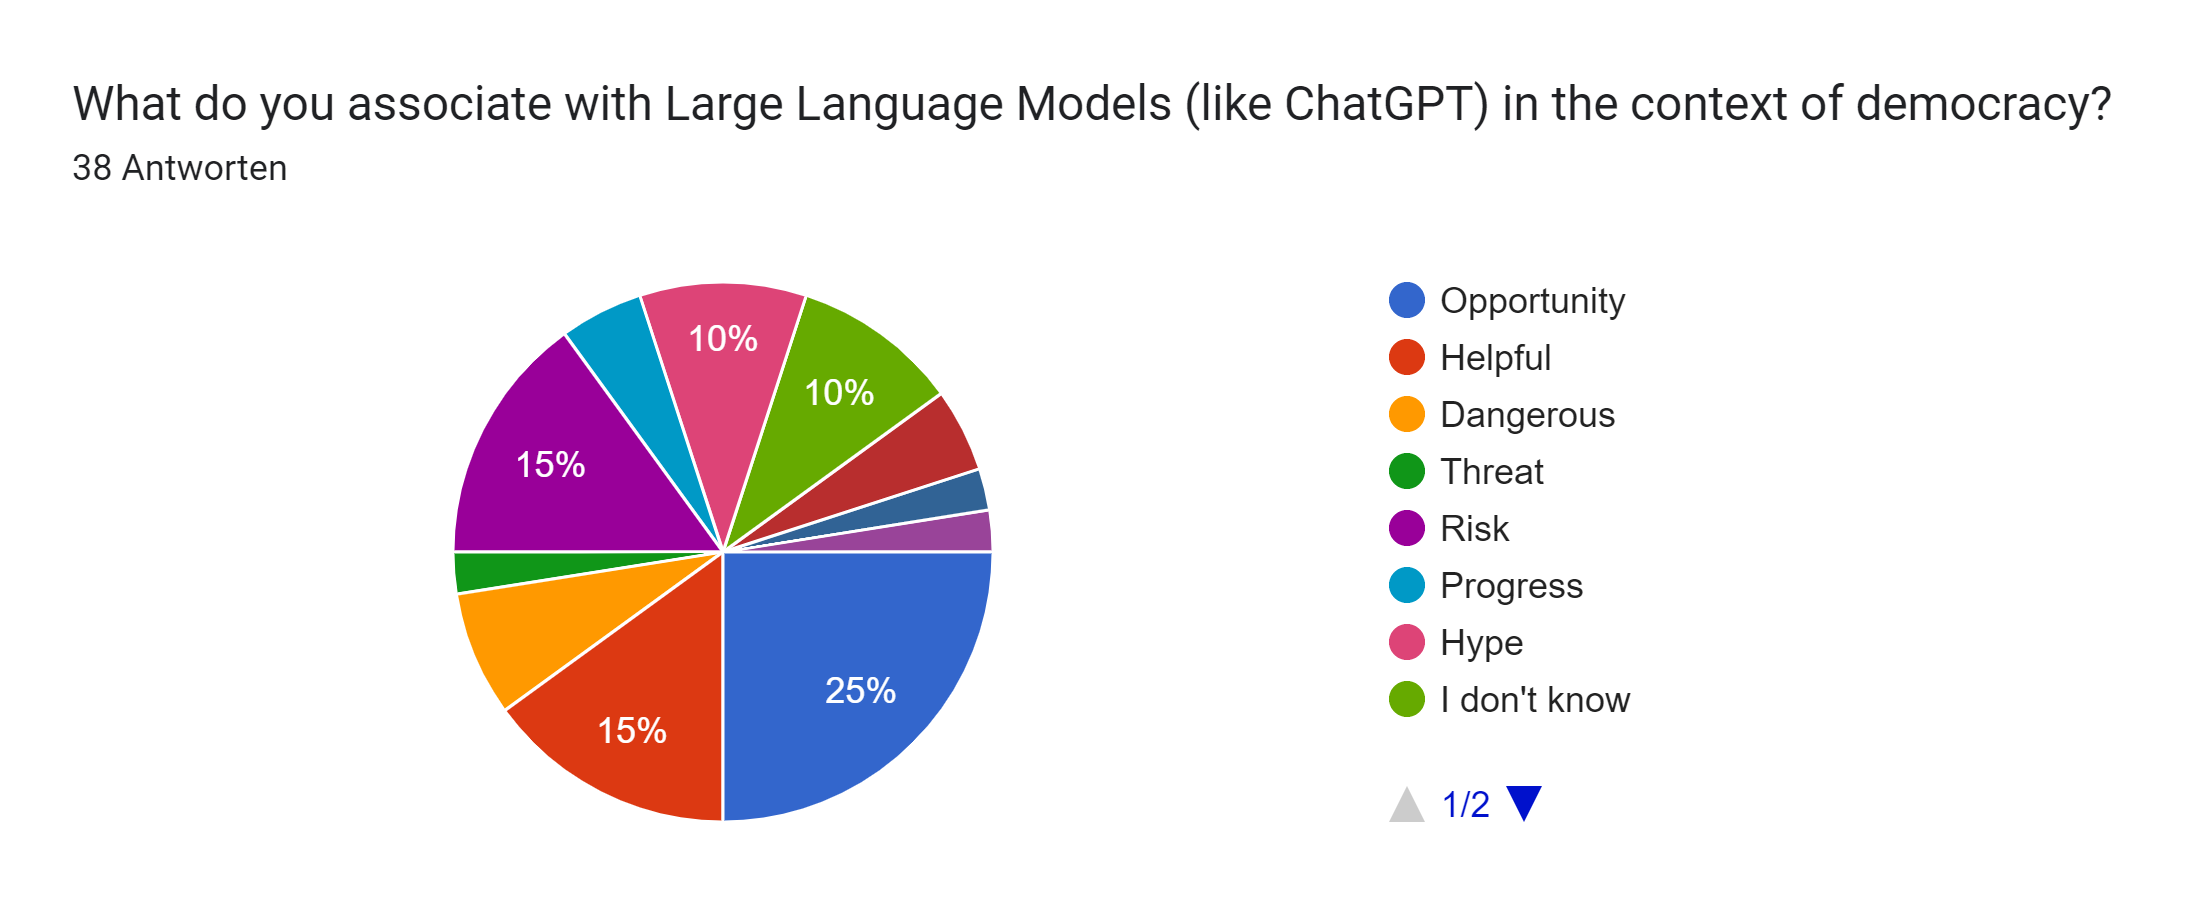 What do you associate with Large Language Models (like ChatGPT) in the context of democracy?
38 Antworten
10%
10%
15%
15%
25%
Opportunity
Helpful
Dangerous
Threat
Risk
Progress
Hype
I don't know
1/2